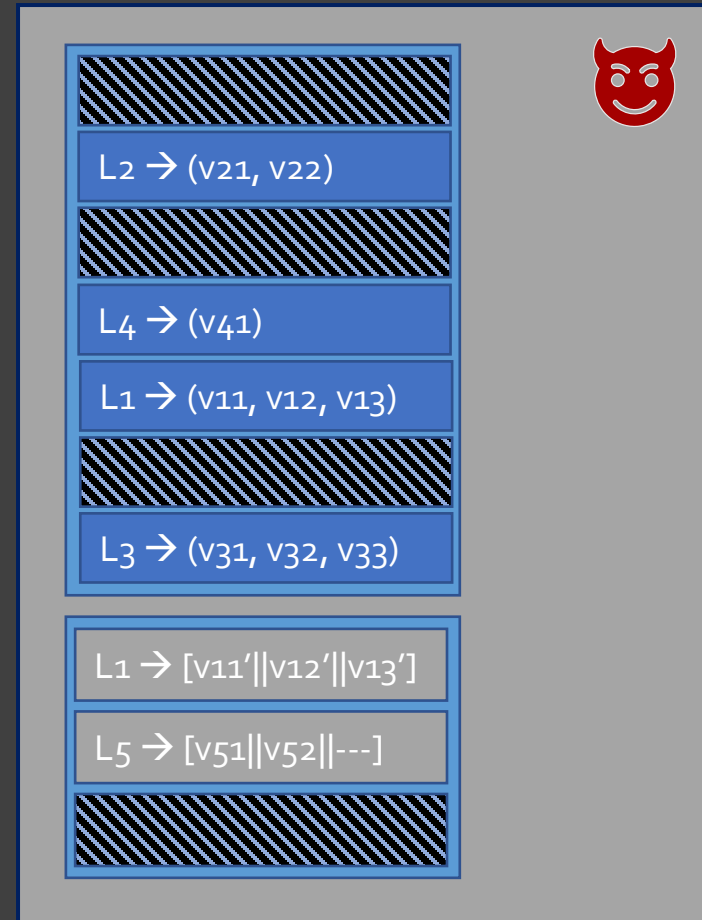 L2 → (v21, v22)
L4 → (v41)
L1 → (v11, v12, v13)
L3 → (v31, v32, v33)
L1 → [v11’||v12’||v13’]
L5 → [v51||v52||---]